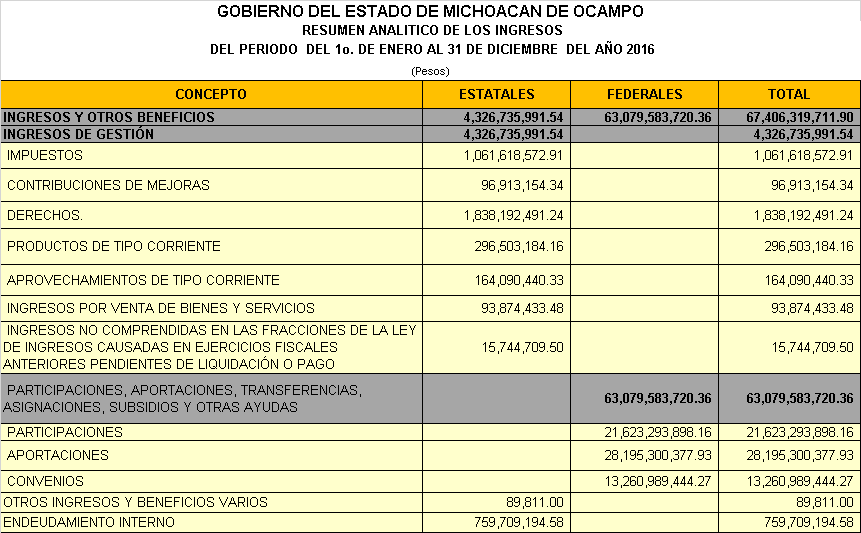 GOBIERNO DEL ESTADO DE MICHOACAN DE OCAMPO
RESUMEN ANALITICO DE LOS INGRESOS
DEL PERIODO DEL 1o. DE ENERO AL 31 DE DICIEMBRE DEL AÑO 2016
(Pesos)
CONCEPTO ESTATALES FEDERALES TOTAL
INGRESOS Y OTROS BENEFICIOS 4,326,735,991.54 63,079,583,720.36 67,406,319,711.90
INGRESOS DE GESTIÓN 4,326,735,991.54 4,326,735,991.54
IMPUESTOS 1,061,618,572.91 1,061,618,572.91
CONTRIBUCIONES DE MEJORAS 96,913,154.34 96,913,154.34
DERECHOS. 1,838,192,491.24 1,838,192,491.24
PRODUCTOS DE TIPO CORRIENTE 296,503,184.16 296,503,184.16
APROVECHAMIENTOS DE TIPO CORRIENTE 164,090,440.33 164,090,440.33
INGRESOS POR VENTA DE BIENES Y SERVICIOS 93,874,433.48 93,874,433.48
INGRESOS NO COMPRENDIDAS EN LAS FRACCIONES DE LA LEY
DE INGRESOS CAUSADAS EN EJERCICIOS FISCALES 15,744,709.50 15,744,709.50
ANTERIORES PENDIENTES DE LIQUIDACIÓN O PAGO
PARTICIPACIONES, APORTACIONES, TRANSFERENCIAS,
ASIGNACIONES, SUBSIDIOS Y OTRAS AYUDAS 63,079,583,720.36 63,079,583,720.36
PARTICIPACIONES 21,623,293,898.16 21,623,293,898.16
APORTACIONES 28,195,300,377.93 28,195,300,377.93
CONVENIOS 13,260,989,444.27 13,260,989,444.27
OTROS INGRESOS Y BENEFICIOS VARIOS 89,811.00 89,811.00
ENDEUDAMIENTO INTERNO 759,709,194.58 759,709,194.58